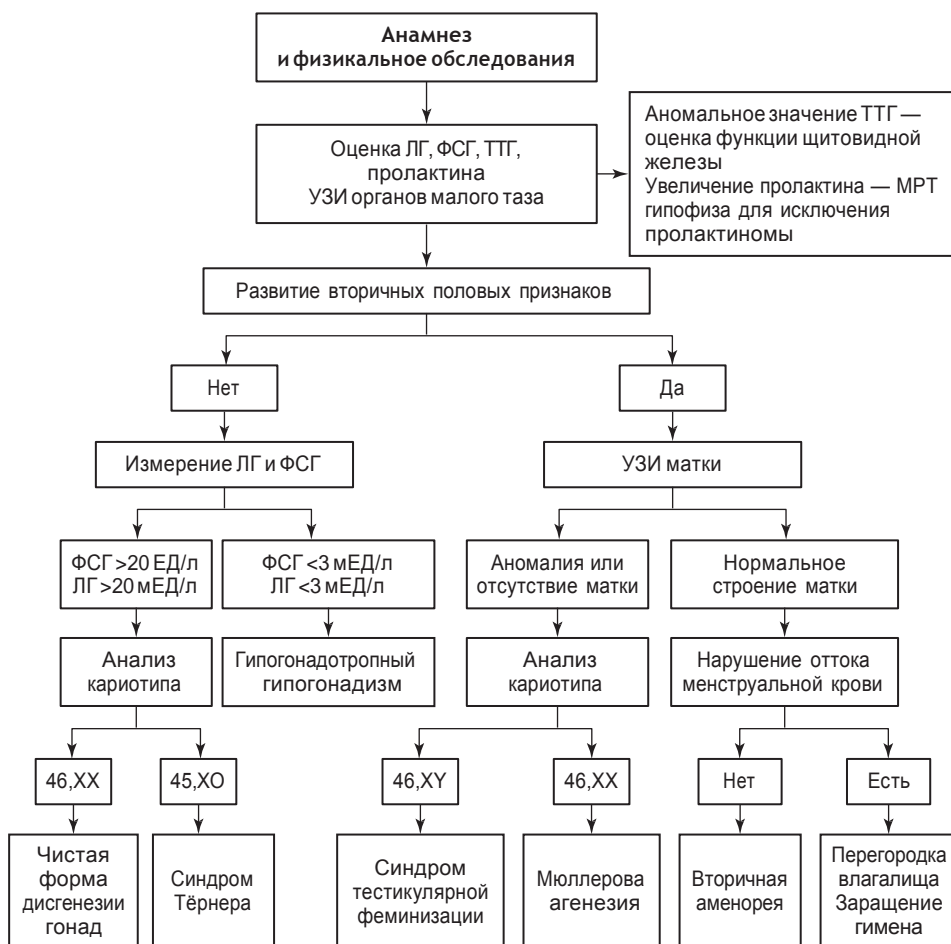 Анамнез
и физикальное обследования
Оценка ЛГ, ФСГ, ТТГ,
пролактина
УЗИ органов малого таза
Аномальное значение ТТГ —
оценка функции щитовидной
железы
Увеличение пролактина — МРТ
гипофиза для исключения
пролактиномы
Развитие вторичных половых признаков
Нет
Да
Измерение ЛГ и ФСГ
УЗИ матки
ФСГ >20 ЕД/л
ЛГ >20 мЕД/л
ФСГ <3 мЕД/л
ЛГ <3 мЕД/л
Аномалия или
отсутствие матки
Нормальное
строение матки
Анализ
кариотипа
Гипогонадотропный
гипогонадизм
Анализ
кариотипа
Нарушение оттока
менструальной крови
46,XX
45,XO
46,XY
46,XX
Нет
Есть
Чистая
форма
дисгенезии
гонад
Синдром
Тёрнера
Синдром
тестикулярной
феминизации
Мюллерова
агенезия
Вторичная
аменорея
Перегородка
влагалища
Заращение
гимена